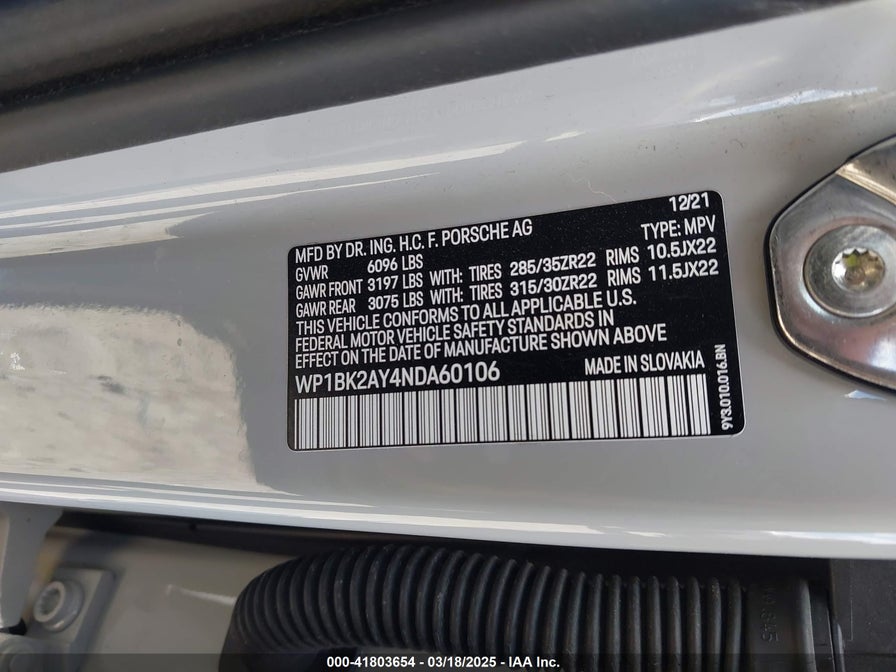 12/21
MFD BY DR. ING. H.C. F. PORSCHE AG TYPE: MPV
GVWR 6096 LBS
GAWR FRONT 3197 LBS WITH: TIRES 285/35ZR22 RIMS 10.5JX22
GAWR REAR 3075 LBS WITH: TIRES 315/30ZR22 RIMS 11.5JX22
THIS VEHICLE CONFORMS TO ALL APPLICABLE U.S.
FEDERAL MOTOR VEHICLE SAFETY STANDARDS IN
EFFECT ON DATE OF MANUFACTURE SHOWN ABOVE
WP1BK2AY4NDA60106 MADE IN SLOVAKIA
9Y3.010.016.BN
000-41803654 - 03/18/2025 - IAA Inc.